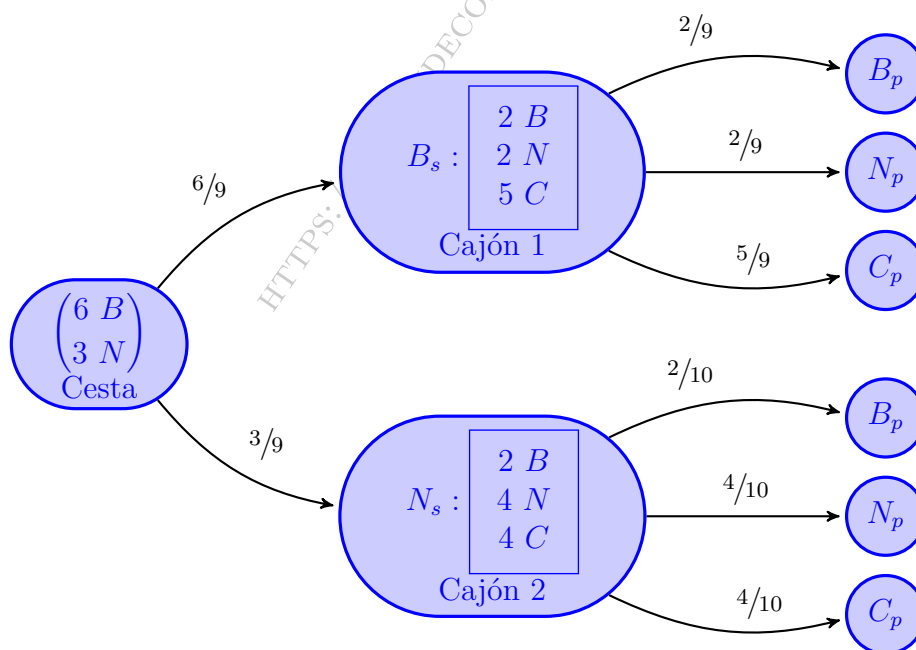 2/9
B_p
2 B
B_s : 2 N
5 C
Cajón 1
2/9
N_p
6/9
5/9
C_p
HTTPS:
6 B
3 N
Cesta
2/10
B_p
3/9
2 B
N_s : 4 N
4 C
Cajón 2
4/10
N_p
4/10
C_p